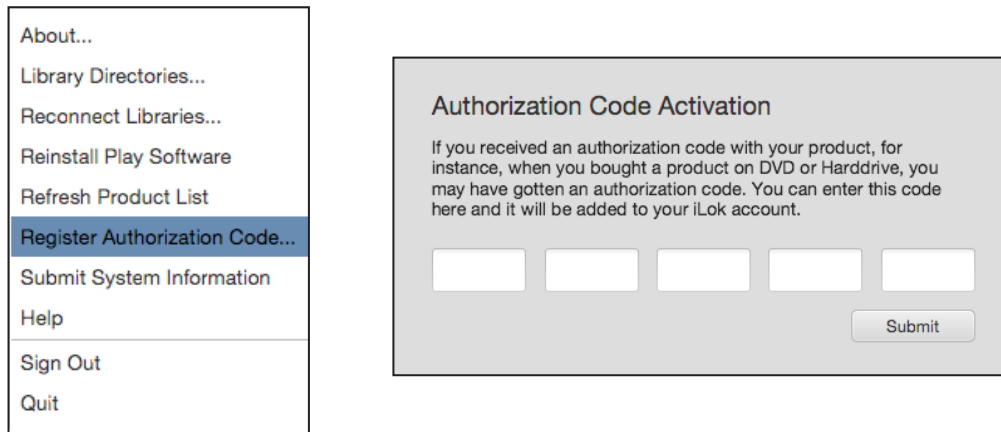 About...
Library Directories...
Reconnect Libraries...
Reinstall Play Software
Refresh Product List
Register Authorization Code...
Submit System Information
Help
Sign Out
Quit
Authorization Code Activation
If you received an authorization code with your product, for
instance, when you bought a product on DVD or Harddrive, you
may have gotten an authorization code. You can enter this code
here and it will be added to your iLok account.
Submit